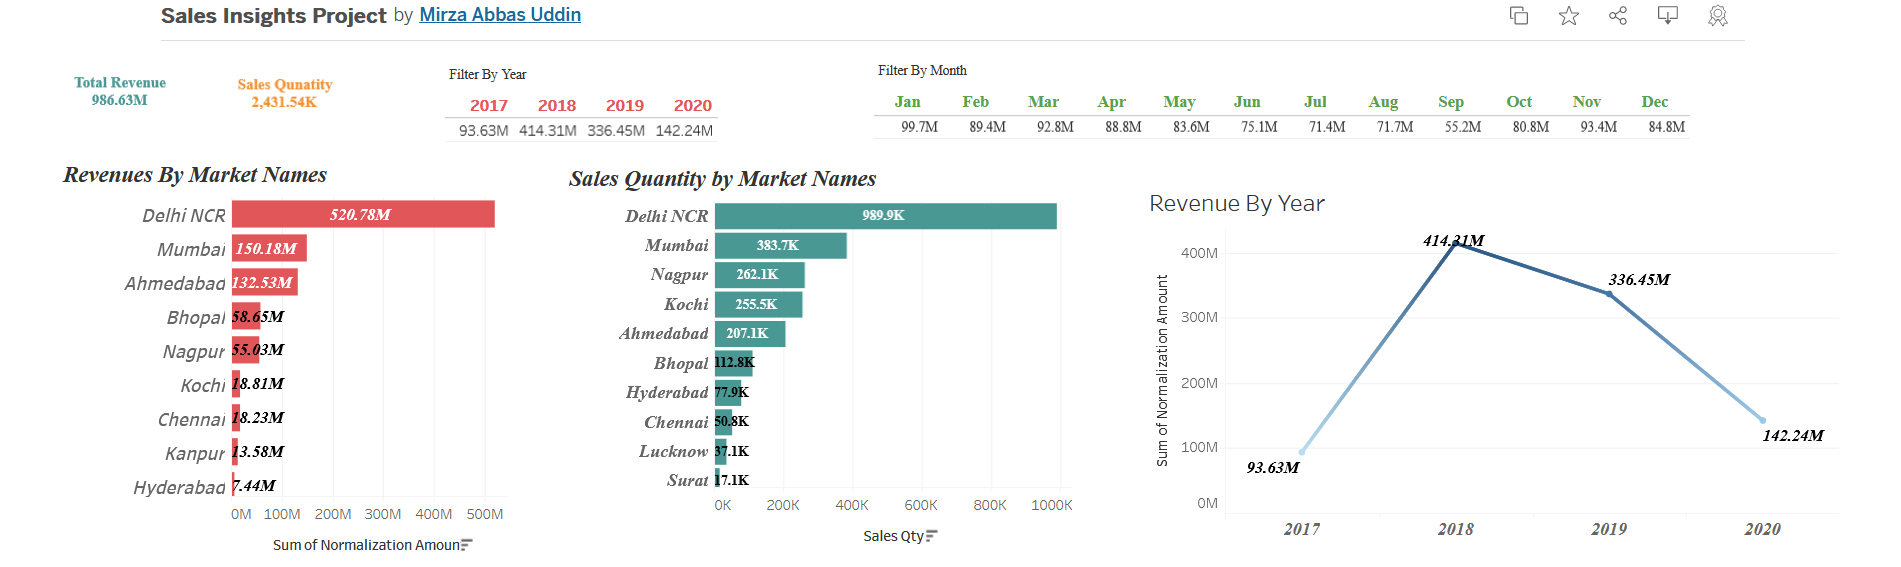 Sales Insights Project by Mirza Abbas Uddin
Total Revenue
986.63M
Sales Qunatity
2,431.54K
Filter By Year
2017 2018 2019 2020
93.63M 414.31M 336.45M 142.24M
Filter By Month
Jan Feb Mar Apr May Jun Jul Aug Sep Oct Nov Dec
99.7M 89.4M 92.8M 88.8M 83.6M 75.1M 71.4M 71.7M 55.2M 80.8M 93.4M 84.8M
Revenues By Market Names
Delhi NCR 520.78M
Mumbai 150.18M
Ahmedabad 132.53M
Bhopal 58.65M
Nagpur 55.03M
Kochi 18.81M
Chennai 18.23M
Kanpur 13.58M
Hyderabad 7.44M
0M 100M 200M 300M 400M 500M
Sum of Normalization Amoun
Sales Quantity by Market Names
Delhi NCR 989.9K
Mumbai 383.7K
Nagpur 262.1K
Kochi 255.5K
Ahmedabad 207.1K
Bhopal 112.8K
Hyderabad 77.9K
Chennai 50.8K
Lucknow 37.1K
Surat 17.1K
0K 200K 400K 600K 800K 1000K
Sales Qty
Revenue By Year
Sum of Normalization Amount
400M
300M
200M
100M
0M
414.31M
336.45M
142.24M
93.63M
2017 2018 2019 2020